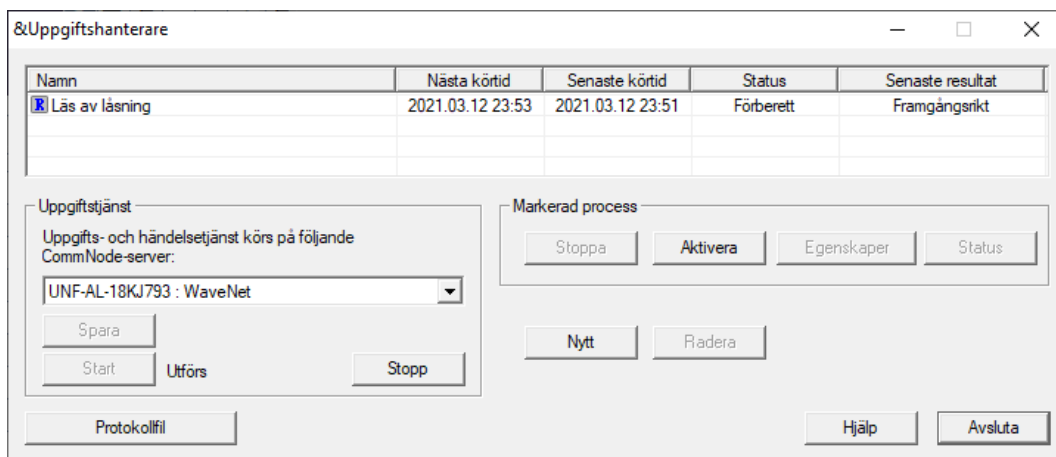 &Uppgiftshanterare
Namn Nästa körtid Senaste körtid Status Senaste resultat
R Läs av låsning 2021.03.12 23:53 2021.03.12 23:51 Förberett Framgångsrikt
Uppgiftstjänst
Uppgifts- och händelsetjänst körs på följande
CommNode-server:
UNF-AL-18KJ793 : WaveNet
Spara
Start Utförs Stopp
Markerad process
Stoppa Aktivera Egenskaper Status
Nytt Radera
Protokollfil Hjälp Avsluta